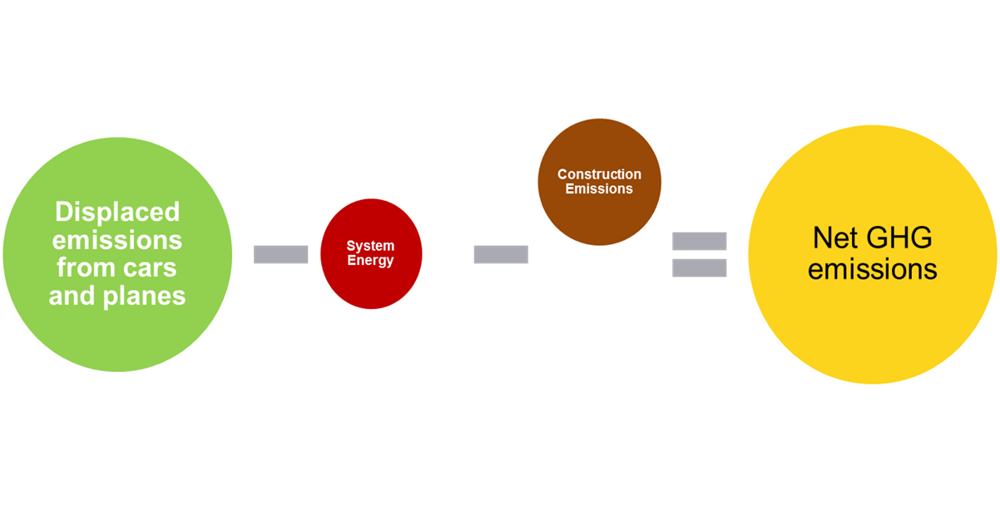 Displaced
emissions
from cars
and planes
System
Energy
Construction
Emissions
Net GHG
emissions